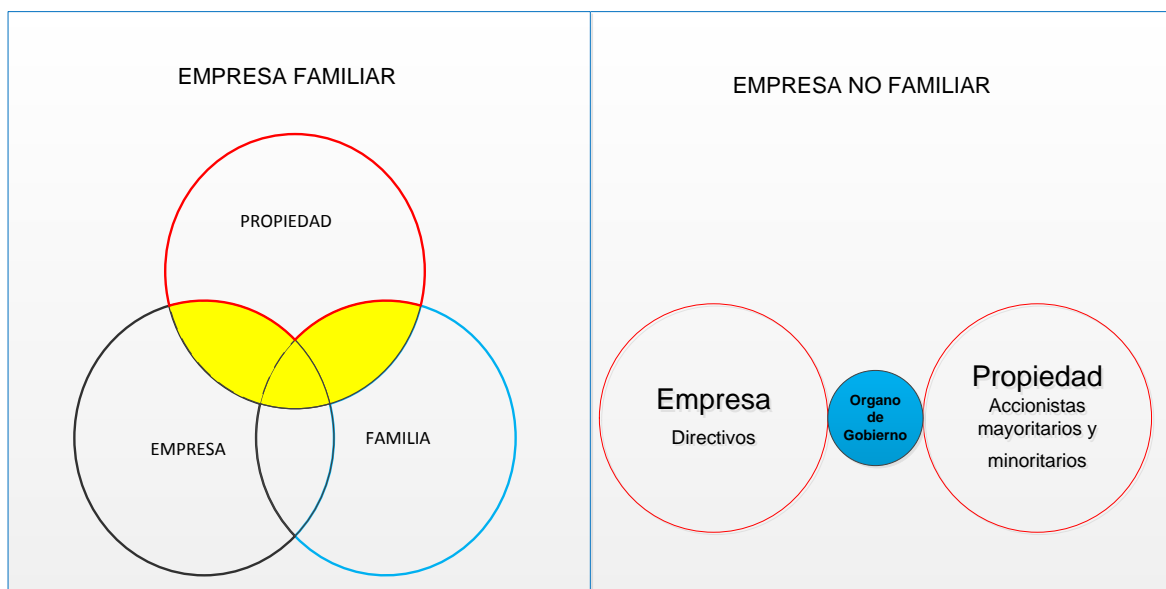 EMPRESA FAMILIAR
PROPIEDAD
EMPRESA
FAMILIA
EMPRESA NO FAMILIAR
Empresa
Directivos
Organo
de
Gobierno
Propiedad
Accionistas
mayoritarios y
minoritarios